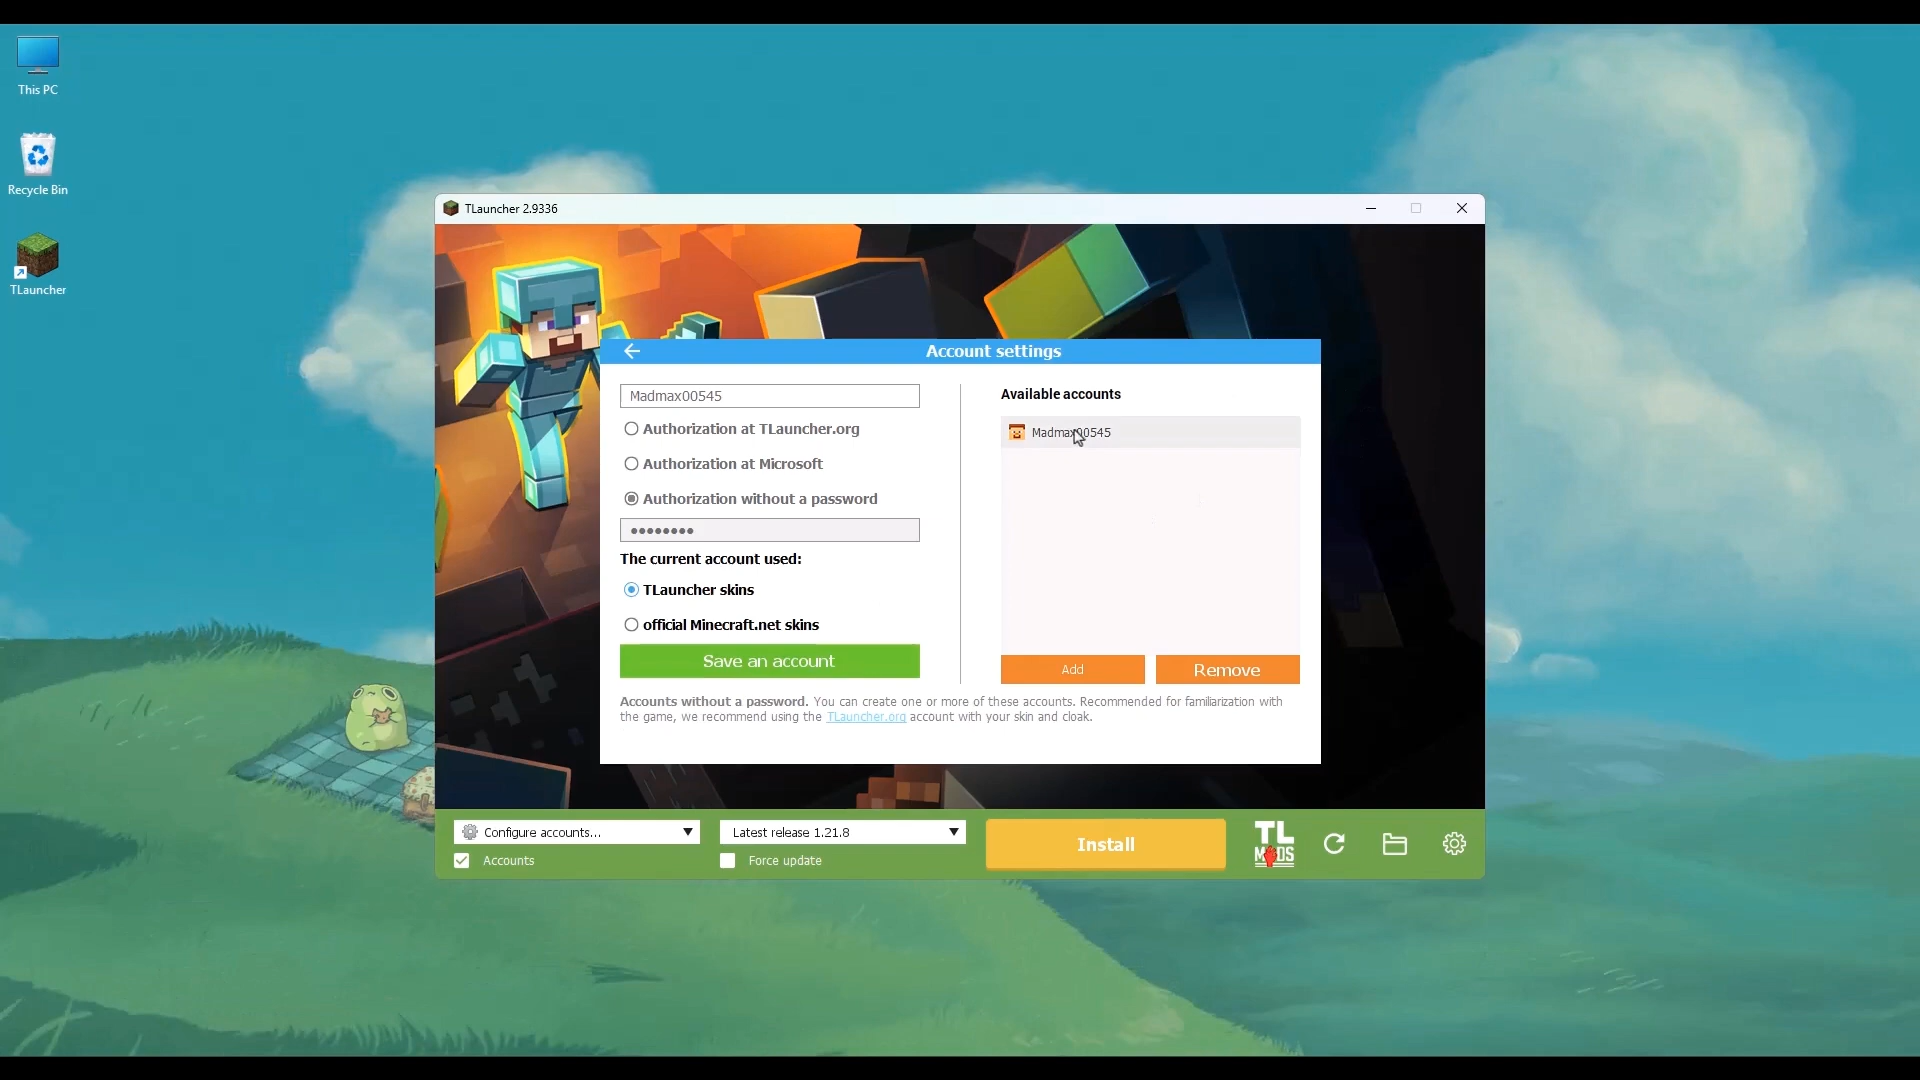 This PC
Recycle Bin
TLauncher
TLauncher 2.9336
Account settings
Madmax00545
Authorization at TLauncher.org
Authorization at Microsoft
Authorization without a password
●●●●●●●●
The current account used:
TLauncher skins
official Minecraft.net skins
Save an account
Available accounts
Madmax00545
Add
Remove
Accounts without a password. You can create one or more of these accounts. Recommended for familiarization with
the game, we recommend using the TLauncher.org account with your skin and cloak.
Configure accounts...
Accounts
Latest release 1.21.8
Force update
Install
TL
MODS